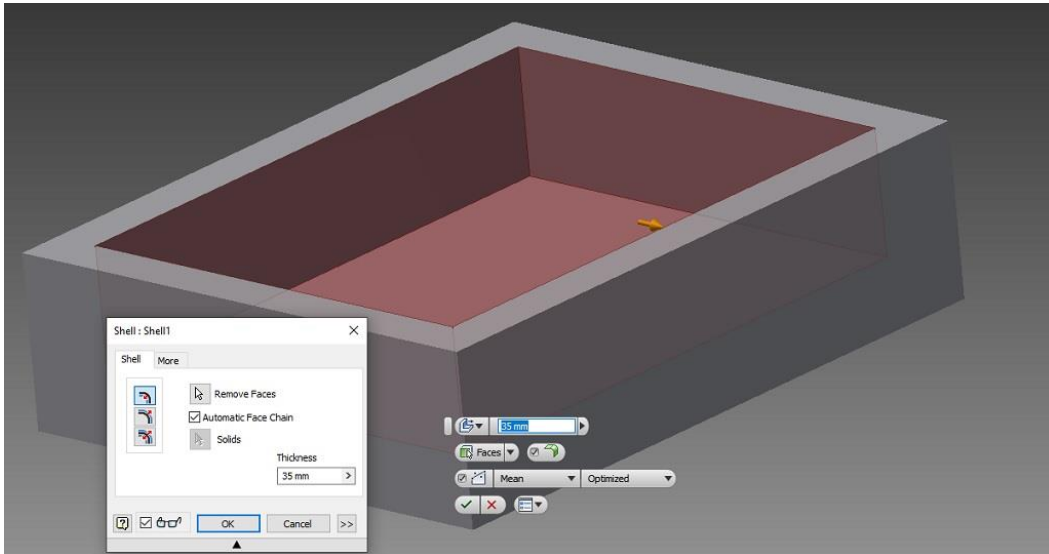 Shell : Shell1
Shell More
Remove Faces
Automatic Face Chain
Solids
Thickness
35 mm
OK Cancel >>
35 mm
Faces
Mean Optimized